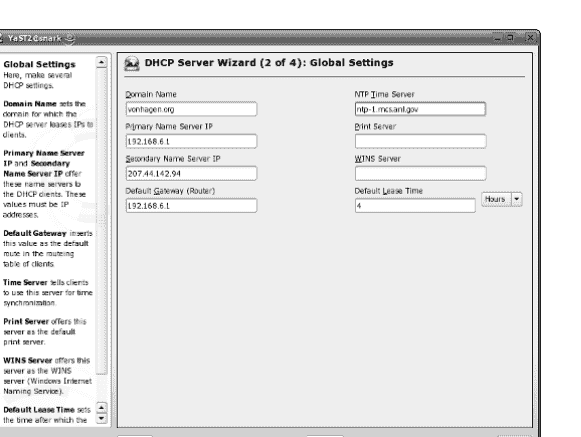 YaST2@snark
Global Settings
Here, make several
DHCP settings.
Domain Name sets the
domain for which the
DHCP server leases IPs to
clients.
Primary Name Server
IP and Secondary
Name Server IP offer
these name servers to
the DHCP clients. These
values must be IP
addresses.
Default Gateway inserts
this value as the default
route in the routeing
table of clients.
Time Server tells clients
to use this server for time
synchronization.
Print Server offers this
server as the default
print server.
WINS Server offers this
server as the WINS
server (Windows Internet
Naming Service).
Default Lease Time sets
the time after which the
DHCP Server Wizard (2 of 4): Global Settings
Domain Name
vonhagen.org
Primary Name Server IP
192.168.6.1
Secondary Name Server IP
207.44.142.94
Default Gateway (Router)
192.168.6.1
NTP Time Server
ntp-1.mcs.anl.gov
Print Server
WINS Server
Default Lease Time
4
Hours